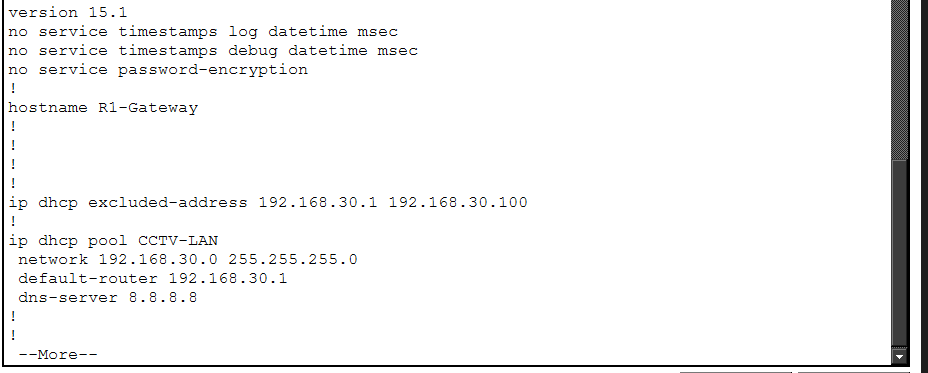 version 15.1
no service timestamps log datetime msec
no service timestamps debug datetime msec
no service password-encryption
!
hostname R1-Gateway
!
!
!
!
ip dhcp excluded-address 192.168.30.1 192.168.30.100
!
ip dhcp pool CCTV-LAN
 network 192.168.30.0 255.255.255.0
 default-router 192.168.30.1
 dns-server 8.8.8.8
!
!
 --More--